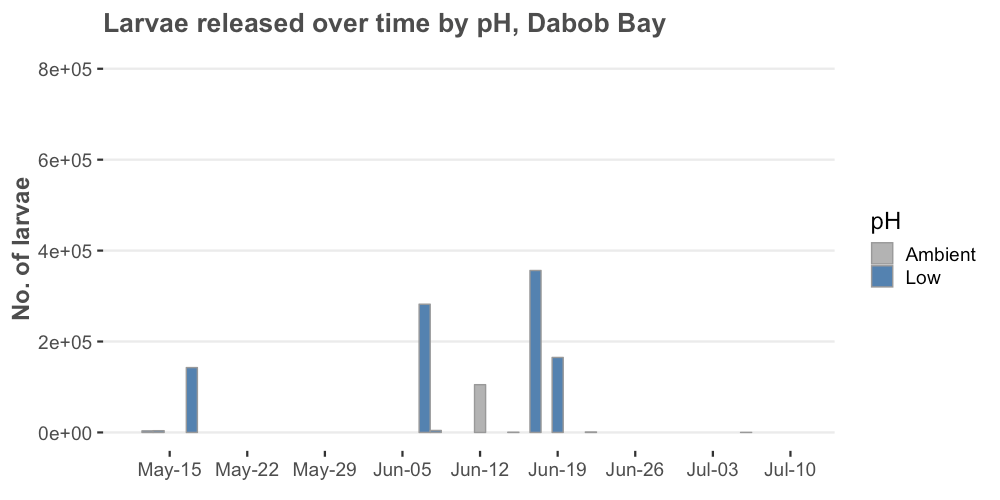 Larvae released over time by pH, Dabob Bay
No. of larvae
8e+05
6e+05
4e+05
2e+05
0e+00
May-15 May-22 May-29 Jun-05 Jun-12 Jun-19 Jun-26 Jul-03 Jul-10
pH
Ambient
Low